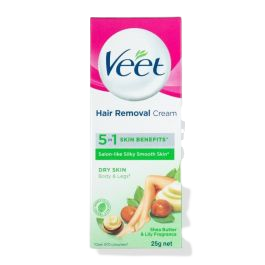 Veet
Hair Removal Cream
5-in-1 SKIN BENEFITS*
Salon-like Silky Smooth Skin*
DRY SKIN
Body & Legs†
Shea Butter
& Lily Fragrance
25g net